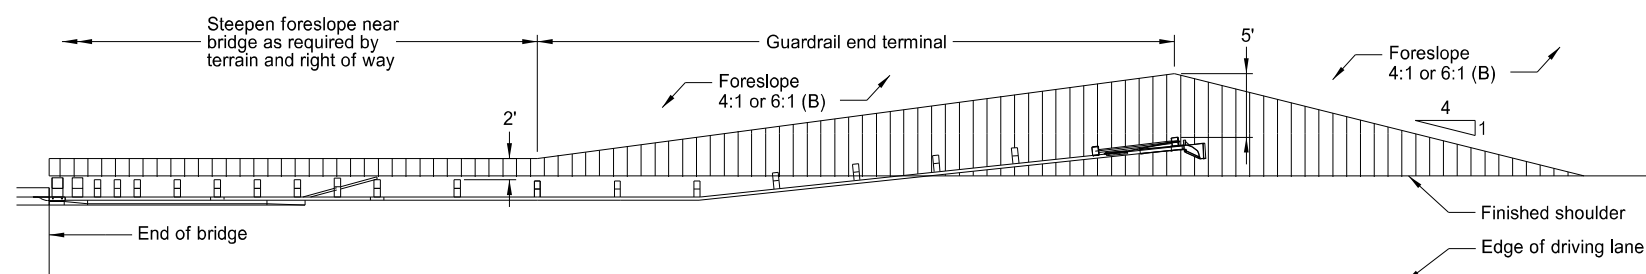 Steepen foreslope near
bridge as required by
terrain and right of way
Guardrail end terminal
5'
Foreslope
4:1 or 6:1 (B)
Foreslope
4:1 or 6:1 (B)
2'
4
1
Finished shoulder
End of bridge
Edge of driving lane